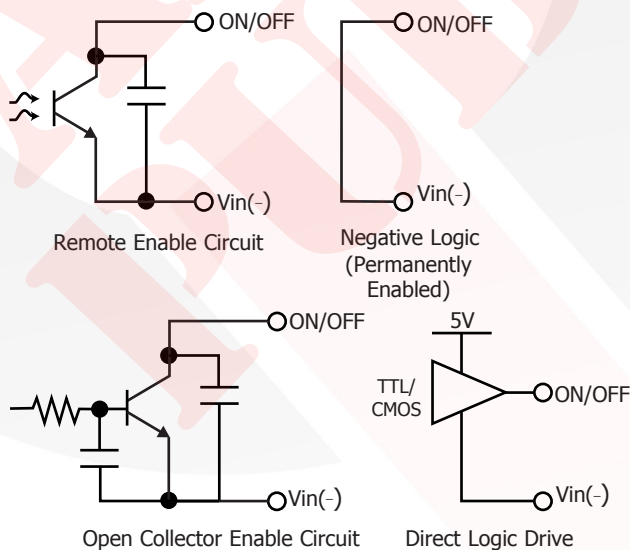 ON/OFF
Vin(-)
Remote Enable Circuit
ON/OFF
Vin(-)
Negative Logic
(Permanently
Enabled)
ON/OFF
Vin(-)
Open Collector Enable Circuit
5V
TTL/
CMOS
ON/OFF
Vin(-)
Direct Logic Drive